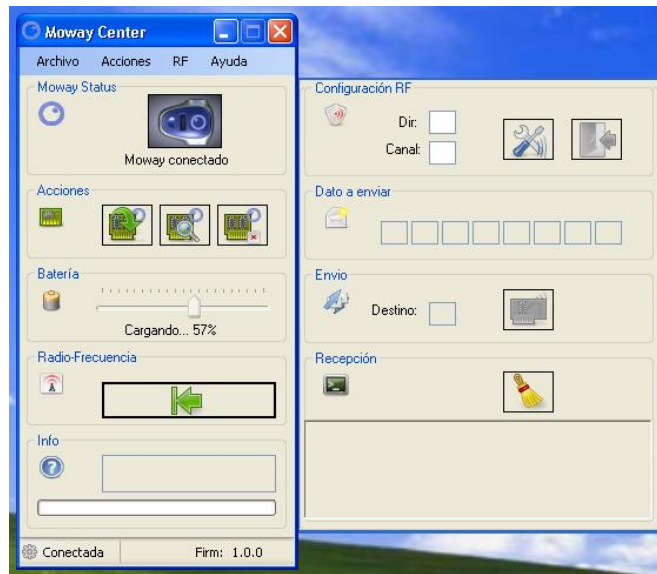 Moway Center
Archivo Acciones RF Ayuda
Moway Status
Moway conectado
Acciones
Batería
Cargando... 57%
Radio-Frecuencia
Info
Conectada Firm: 1.0.0
Configuración RF
Dir:
Canal:
Dato a enviar
Envio
Destino:
Recepción